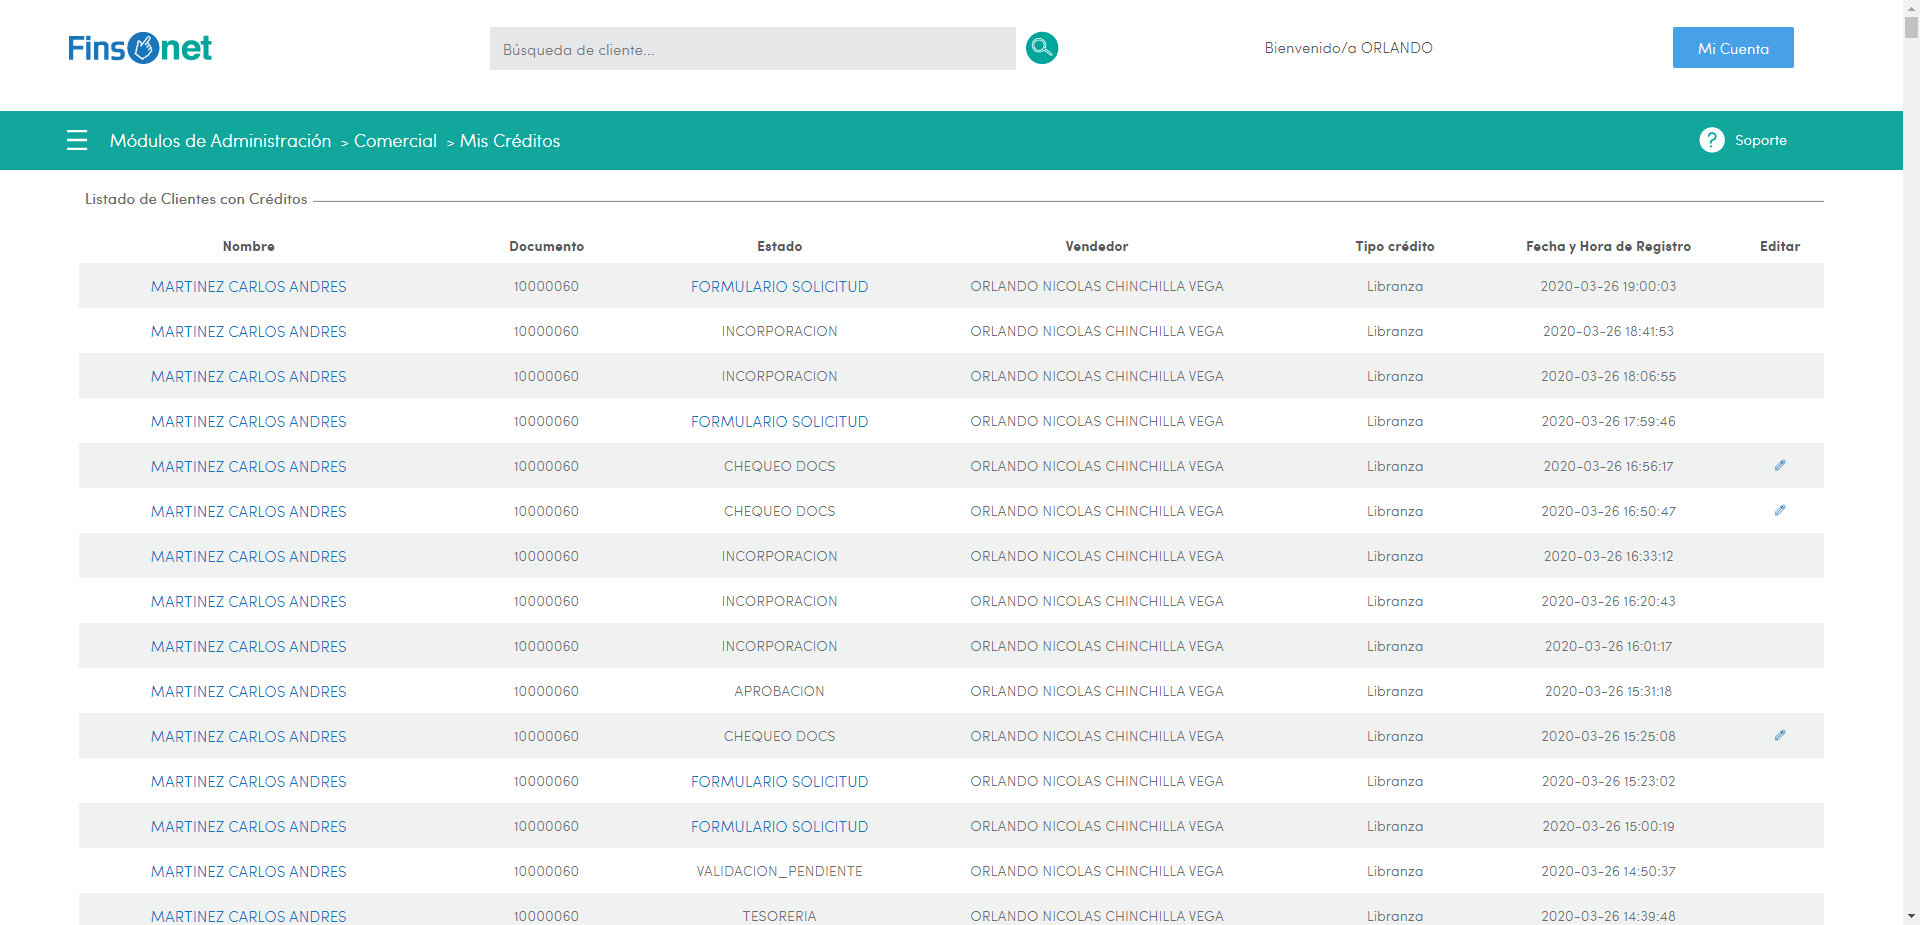 Finsonet
Búsqueda de cliente...
Bienvenido/a ORLANDO
Mi Cuenta
Módulos de Administración > Comercial > Mis Créditos
? Soporte
Listado de Clientes con Créditos
Nombre Documento Estado Vendedor Tipo crédito Fecha y Hora de Registro Editar
MARTINEZ CARLOS ANDRES 10000060 FORMULARIO SOLICITUD ORLANDO NICOLAS CHINCHILLA VEGA Libranza 2020-03-26 19:00:03
MARTINEZ CARLOS ANDRES 10000060 INCORPORACION ORLANDO NICOLAS CHINCHILLA VEGA Libranza 2020-03-26 18:41:53
MARTINEZ CARLOS ANDRES 10000060 INCORPORACION ORLANDO NICOLAS CHINCHILLA VEGA Libranza 2020-03-26 18:06:55
MARTINEZ CARLOS ANDRES 10000060 FORMULARIO SOLICITUD ORLANDO NICOLAS CHINCHILLA VEGA Libranza 2020-03-26 17:59:46
MARTINEZ CARLOS ANDRES 10000060 CHEQUEO DOCS ORLANDO NICOLAS CHINCHILLA VEGA Libranza 2020-03-26 16:56:17
MARTINEZ CARLOS ANDRES 10000060 CHEQUEO DOCS ORLANDO NICOLAS CHINCHILLA VEGA Libranza 2020-03-26 16:50:47
MARTINEZ CARLOS ANDRES 10000060 INCORPORACION ORLANDO NICOLAS CHINCHILLA VEGA Libranza 2020-03-26 16:33:12
MARTINEZ CARLOS ANDRES 10000060 INCORPORACION ORLANDO NICOLAS CHINCHILLA VEGA Libranza 2020-03-26 16:20:43
MARTINEZ CARLOS ANDRES 10000060 INCORPORACION ORLANDO NICOLAS CHINCHILLA VEGA Libranza 2020-03-26 16:01:17
MARTINEZ CARLOS ANDRES 10000060 APROBACION ORLANDO NICOLAS CHINCHILLA VEGA Libranza 2020-03-26 15:31:18
MARTINEZ CARLOS ANDRES 10000060 CHEQUEO DOCS ORLANDO NICOLAS CHINCHILLA VEGA Libranza 2020-03-26 15:25:08
MARTINEZ CARLOS ANDRES 10000060 FORMULARIO SOLICITUD ORLANDO NICOLAS CHINCHILLA VEGA Libranza 2020-03-26 15:23:02
MARTINEZ CARLOS ANDRES 10000060 FORMULARIO SOLICITUD ORLANDO NICOLAS CHINCHILLA VEGA Libranza 2020-03-26 15:00:19
MARTINEZ CARLOS ANDRES 10000060 VALIDACION_PENDIENTE ORLANDO NICOLAS CHINCHILLA VEGA Libranza 2020-03-26 14:50:37
MARTINEZ CARLOS ANDRES 10000060 TESORERIA ORLANDO NICOLAS CHINCHILLA VEGA Libranza 2020-03-26 14:39:48